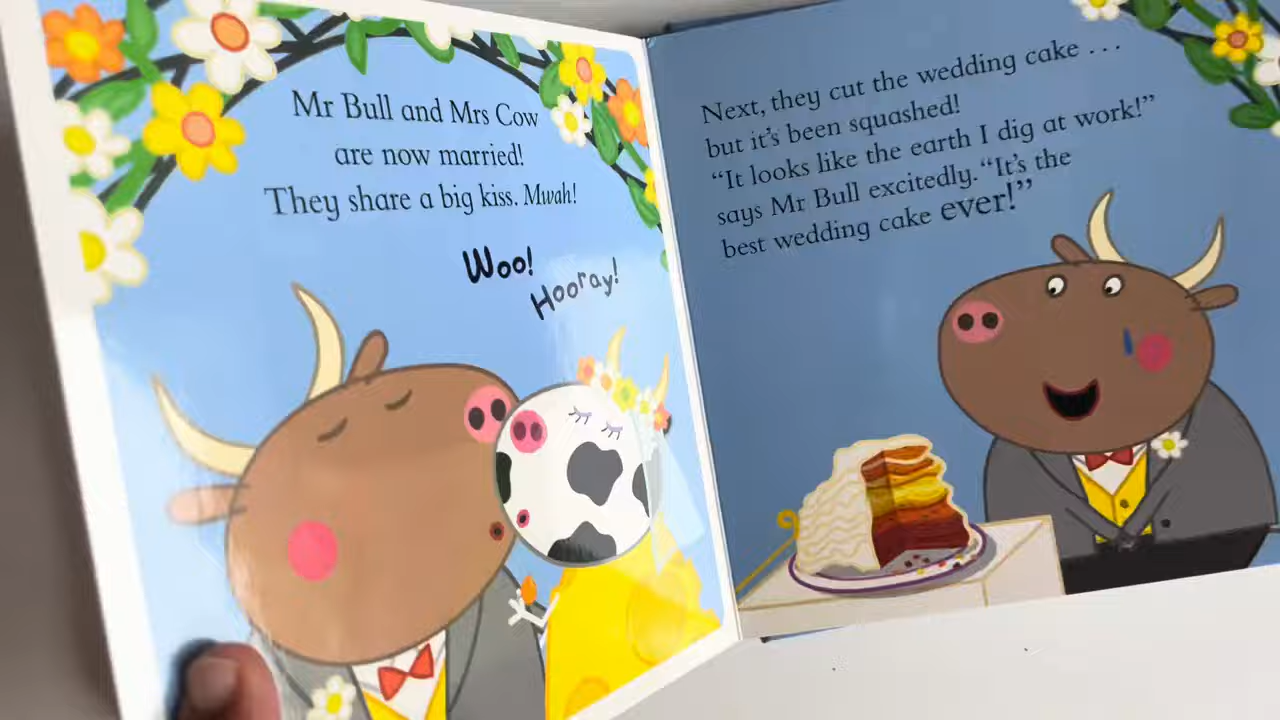 Mr Bull and Mrs Cow
are now married!
They share a big kiss. Mwah!
Woo!
Hooray!
Next, they cut the wedding cake . . .
but it's been squashed!
“It looks like the earth I dig at work!”
says Mr Bull excitedly. “It's the
best wedding cake ever!”